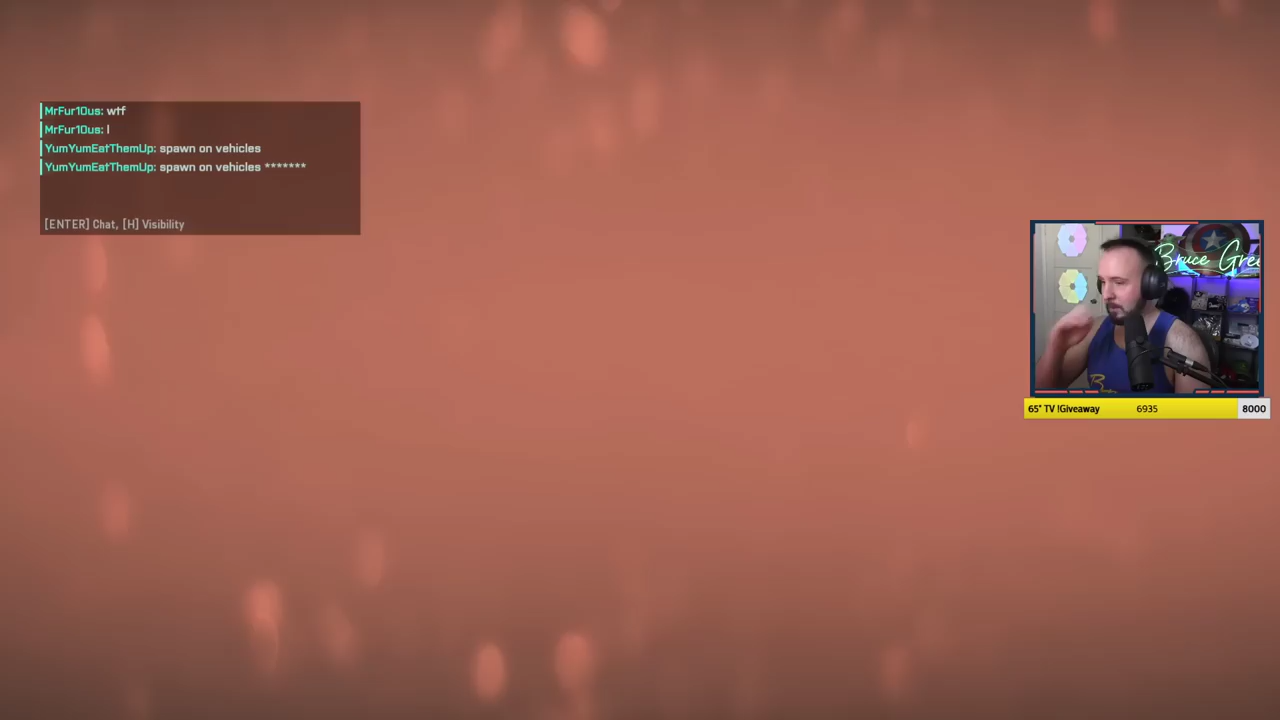 MrFur10us: wtf
MrFur10us: I
YumYumEatThemUp: spawn on vehicles
YumYumEatThemUp: spawn on vehicles *******
[ENTER] Chat, [H] Visibility
Bruce Gree
65" TV !Giveaway 6935 8000